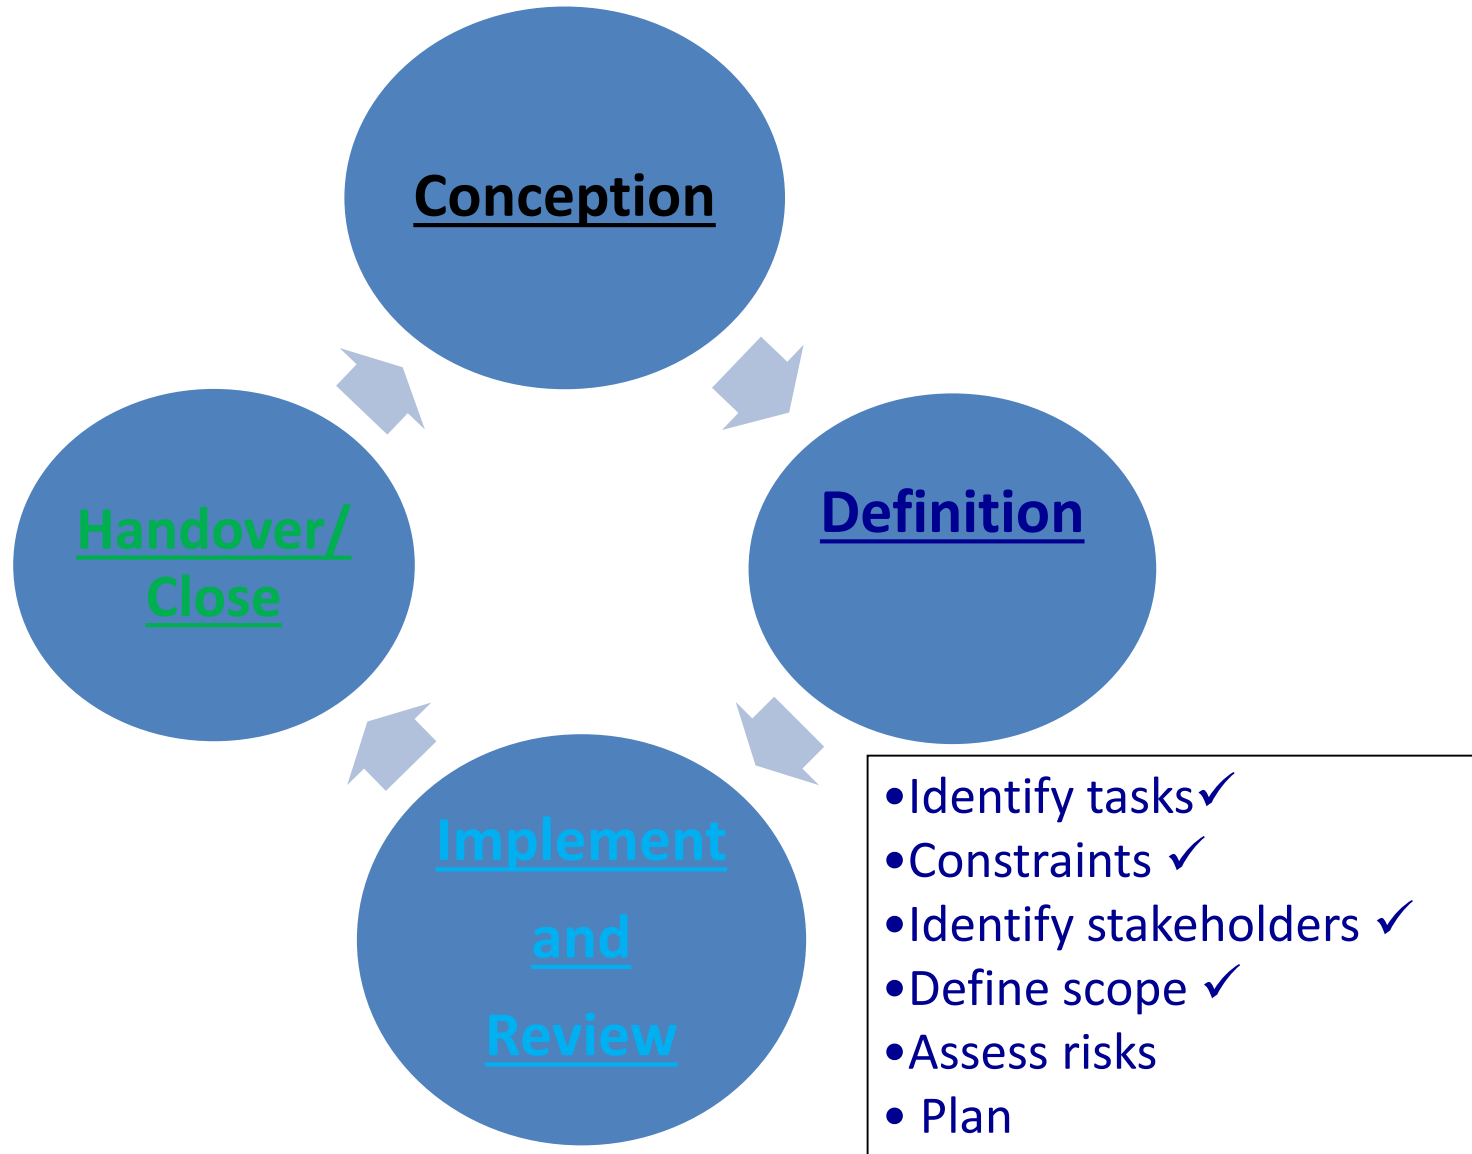 Conception
Definition
Handover/
Close
Implement
and
Review
•Identify tasks✓
•Constraints ✓
•Identify stakeholders ✓
•Define scope ✓
•Assess risks
• Plan